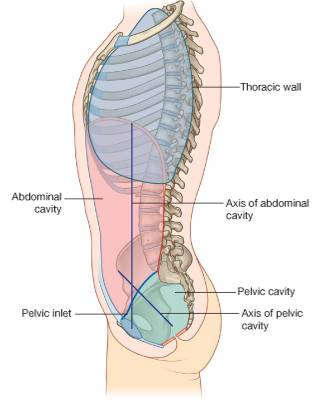 Thoracic wall
Abdominal
cavity
Axis of abdominal
cavity
Pelvic cavity
Pelvic inlet
Axis of pelvic
cavity